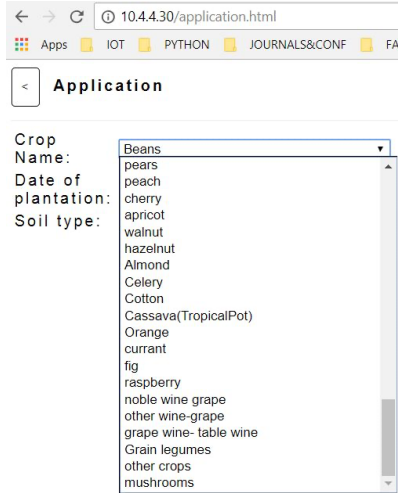 10.4.4.30/application.html
Apps IOT PYTHON JOURNALS&CONF FA
< Application
Crop Name: Beans
Date of plantation:
Soil type:
pears
peach
cherry
apricot
walnut
hazelnut
Almond
Celery
Cotton
Cassava(TropicalPot)
Orange
currant
fig
raspberry
noble wine grape
other wine-grape
grape wine- table wine
Grain legumes
other crops
mushrooms